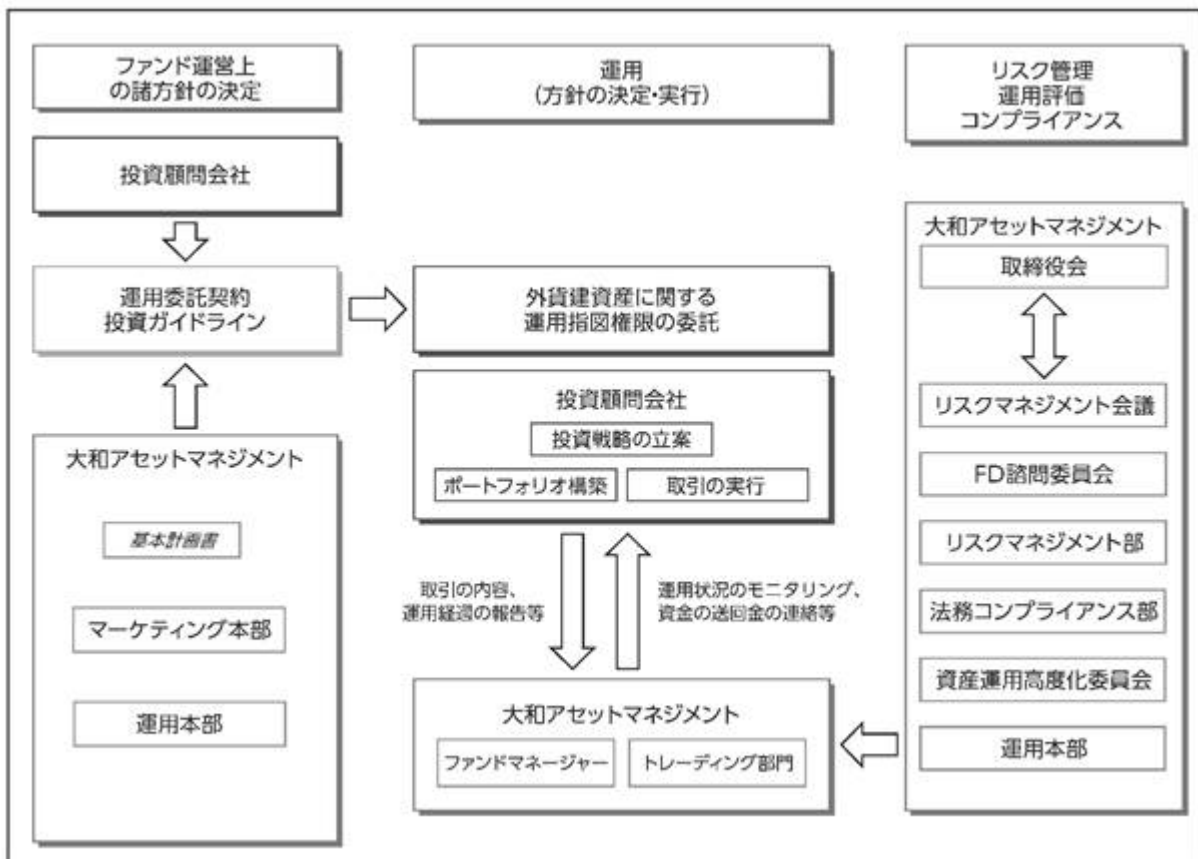 ファンド運営上
の諸方針の決定
運用
(方針の決定・実行)
リスク管理
運用評価
コンプライアンス
投資顧問会社
運用委託契約
投資ガイドライン
外貨建資産に関する
運用指図権限の委託
大和アセットマネジメント
基本計画書
マーケティング本部
運用本部
投資顧問会社
投資戦略の立案
ポートフォリオ構築
取引の実行
取引の内容、
運用経過の報告等
運用状況のモニタリング、
資金の送回金の連絡等
大和アセットマネジメント
ファンドマネージャー
トレーディング部門
大和アセットマネジメント
取締役会
リスクマネジメント会議
FD諮問委員会
リスクマネジメント部
法務コンプライアンス部
資産運用高度化委員会
運用本部